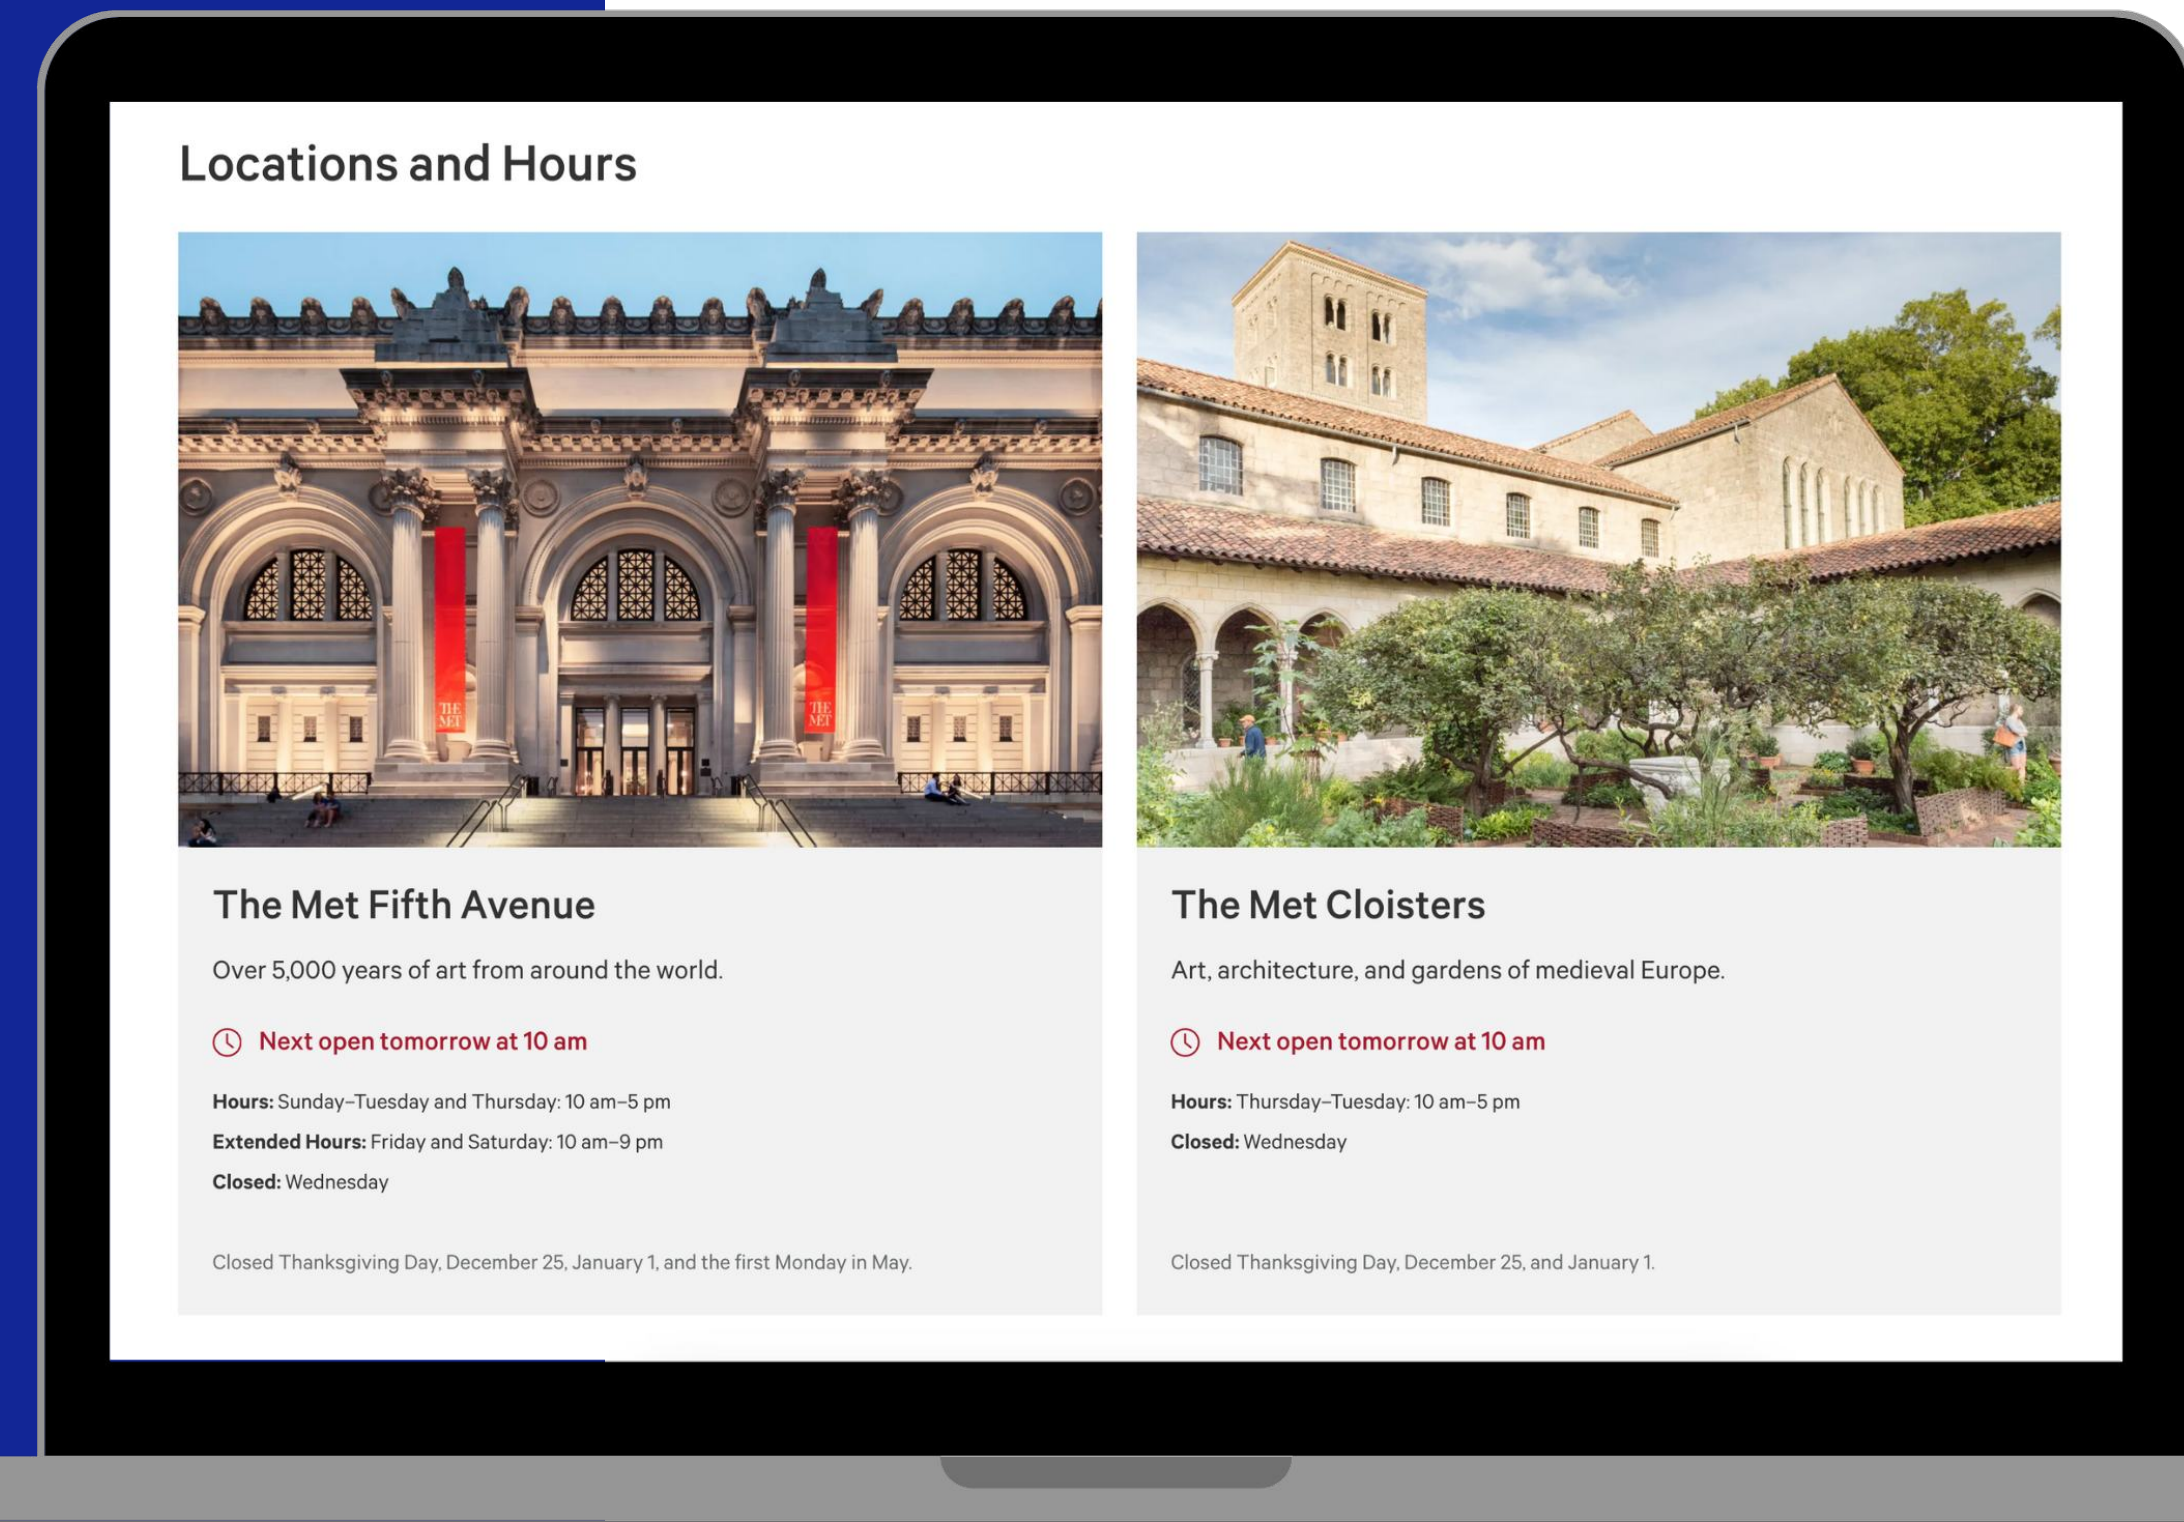 Locations and Hours
THE
MET
THE
MET
The Met Fifth Avenue
Over 5,000 years of art from around the world.
Next open tomorrow at 10 am
Hours: Sunday–Tuesday and Thursday: 10 am–5 pm
Extended Hours: Friday and Saturday: 10 am–9 pm
Closed: Wednesday
Closed Thanksgiving Day, December 25, January 1, and the first Monday in May.
The Met Cloisters
Art, architecture, and gardens of medieval Europe.
Next open tomorrow at 10 am
Hours: Thursday–Tuesday: 10 am–5 pm
Closed: Wednesday
Closed Thanksgiving Day, December 25, and January 1.